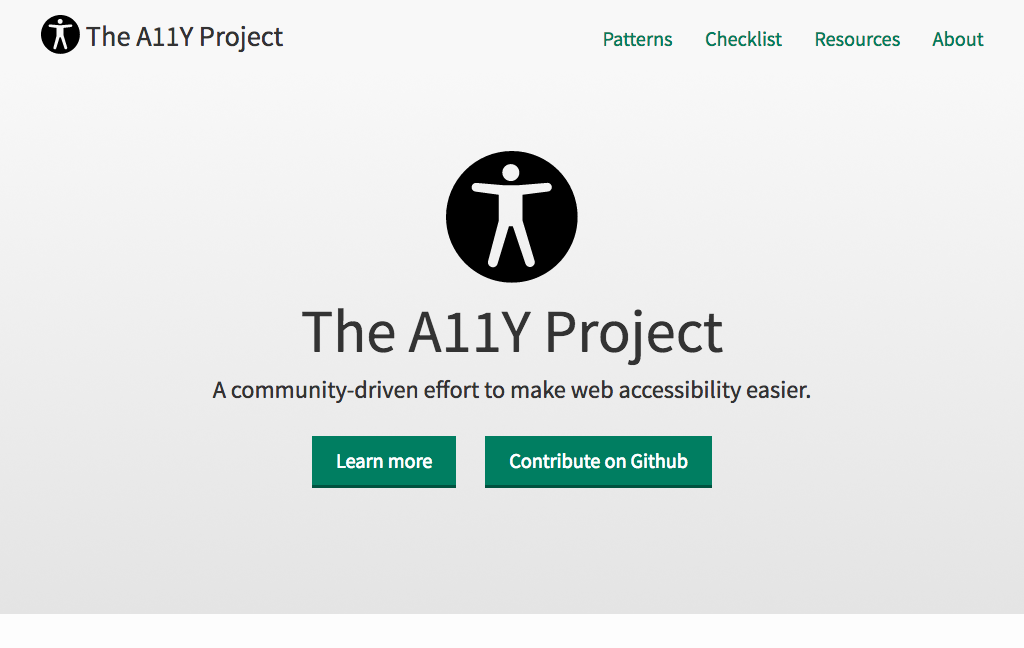 The A11Y Project
Patterns Checklist Resources About
The A11Y Project
A community-driven effort to make web accessibility easier.
Learn more
Contribute on Github